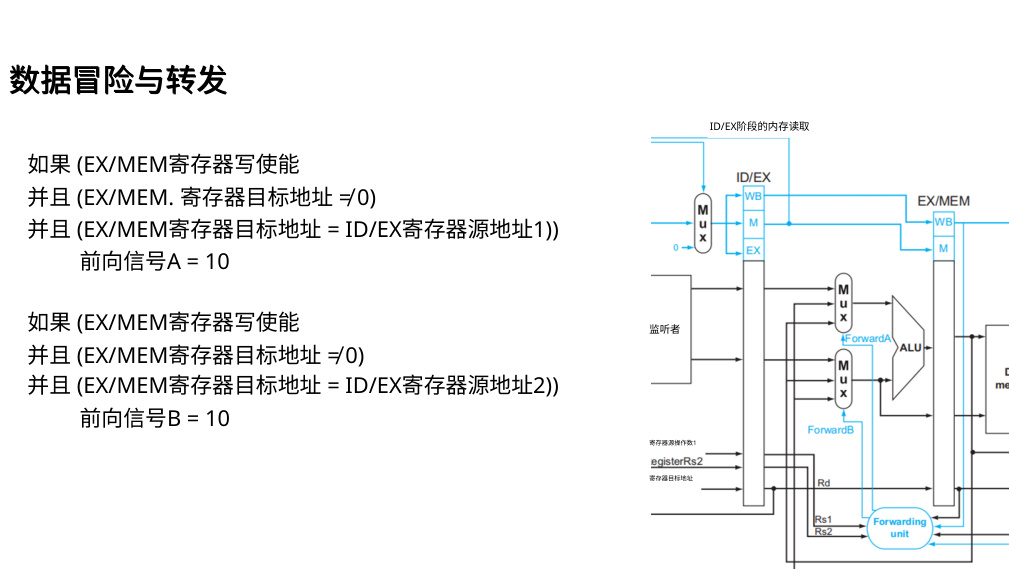 数据冒险与转发
如果 (EX/MEM寄存器写使能
并且 (EX/MEM. 寄存器目标地址 ≠ 0)
并且 (EX/MEM寄存器目标地址 = ID/EX寄存器源地址1))
前向信号A = 10
如果 (EX/MEM寄存器写使能
并且 (EX/MEM寄存器目标地址 ≠ 0)
并且 (EX/MEM寄存器目标地址 = ID/EX寄存器源地址2))
前向信号B = 10
ID/EX阶段的内存读取
ID/EX
EX/MEM
WB
M
EX
WB
M
Mux
0
Mux
监听者
ForwardA
ALU
Mux
D
me
ForwardB
寄存器源操作数1
egisterRs2
寄存器目标地址
Rd
Rs1
Rs2
Forwarding
unit